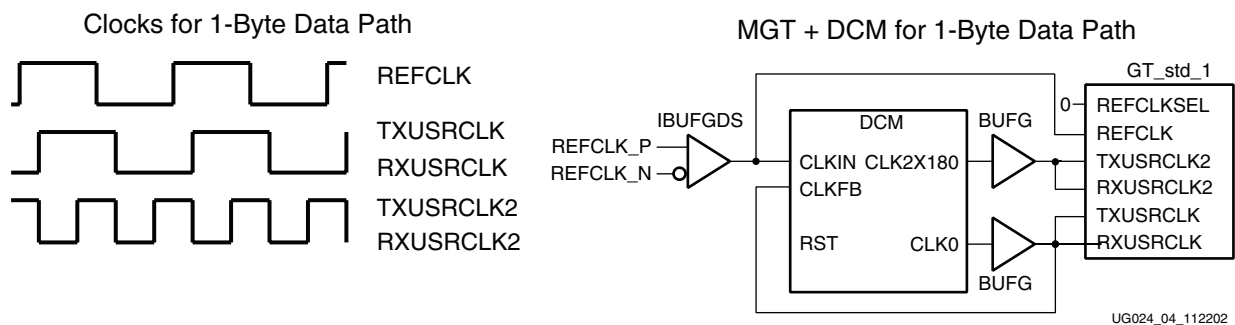 Clocks for 1-Byte Data Path
REFCLK
TXUSRCLK
RXUSRCLK
TXUSRCLK2
RXUSRCLK2
MGT + DCM for 1-Byte Data Path
GT_std_1
IBUFGDS
REFCLK_P
REFCLK_N
DCM
CLKIN CLK2X180
CLKFB
RST CLK0
BUFG
BUFG
0 REFCLKSEL
REFCLK
TXUSRCLK2
RXUSRCLK2
TXUSRCLK
RXUSRCLK
UG024_04_112202